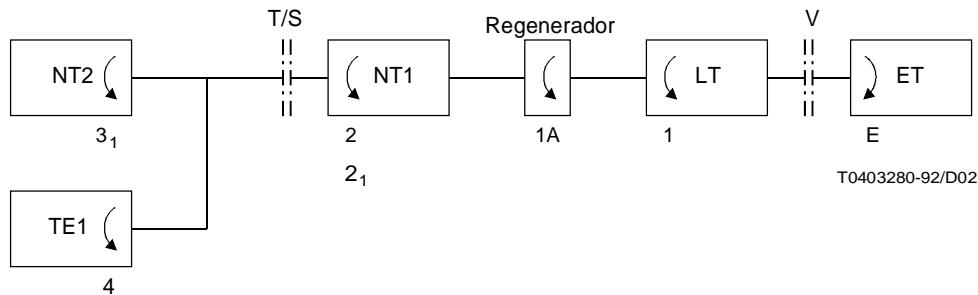 T/S
V
Regenerador
NT2
NT1
LT
ET
3₁
2
1A
1
E
2₁
T0403280-92/D02
TE1
4